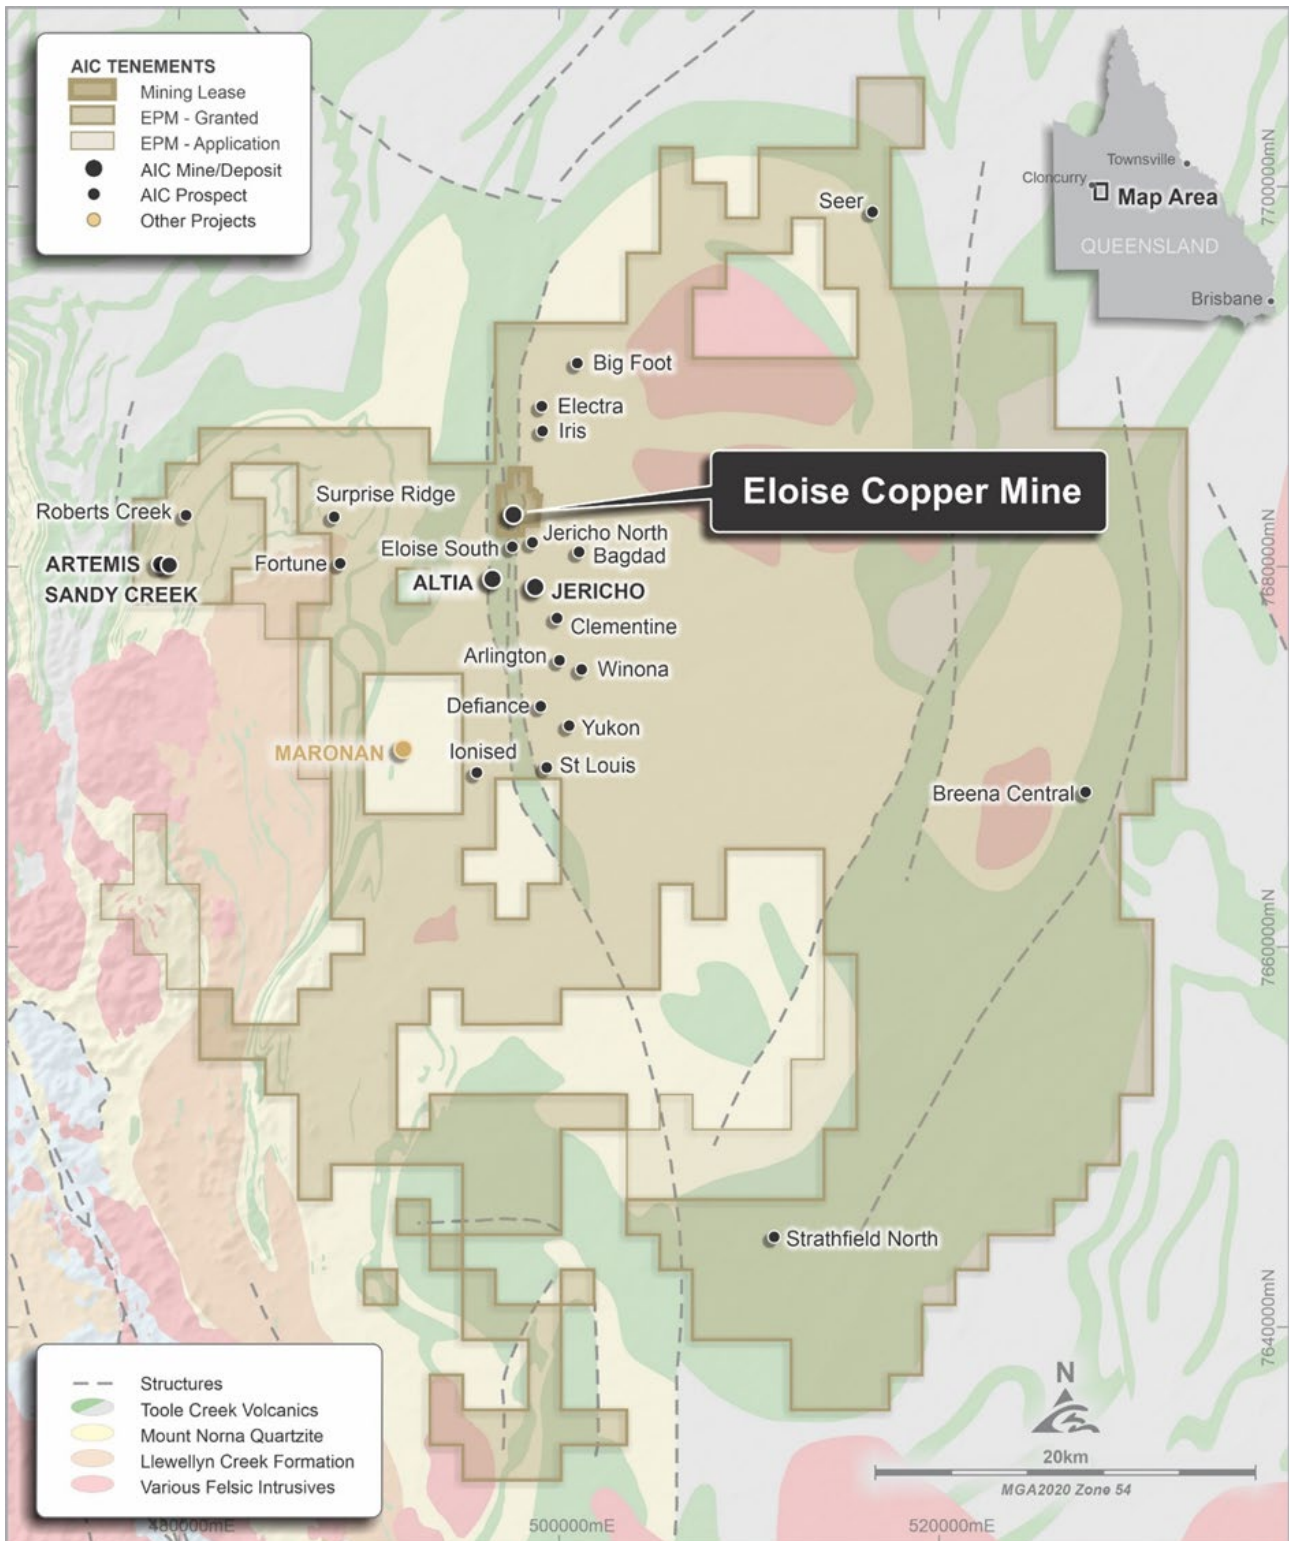 AIC TENEMENTS
Mining Lease
EPM - Granted
EPM - Application
AIC Mine/Deposit
AIC Prospect
Other Projects
Townsville
Cloncurry
Map Area
QUEENSLAND
Brisbane
7700000mN
Seer
Big Foot
Electra
Iris
Eloise Copper Mine
Surprise Ridge
Roberts Creek
Jericho North
Eloise South
Bagdad
ARTEMIS
Fortune
SANDY CREEK
ALTIA
JERICHO
7680000mN
Clementine
Arlington
Winona
Defiance
Yukon
MARONAN
Ionised
St Louis
Breena Central
7660000mN
Strathfield North
7640000mN
Structures
Toole Creek Volcanics
Mount Norna Quartzite
Llewellyn Creek Formation
Various Felsic Intrusives
N
20km
MGA2020 Zone 54
480000mE
500000mE
520000mE